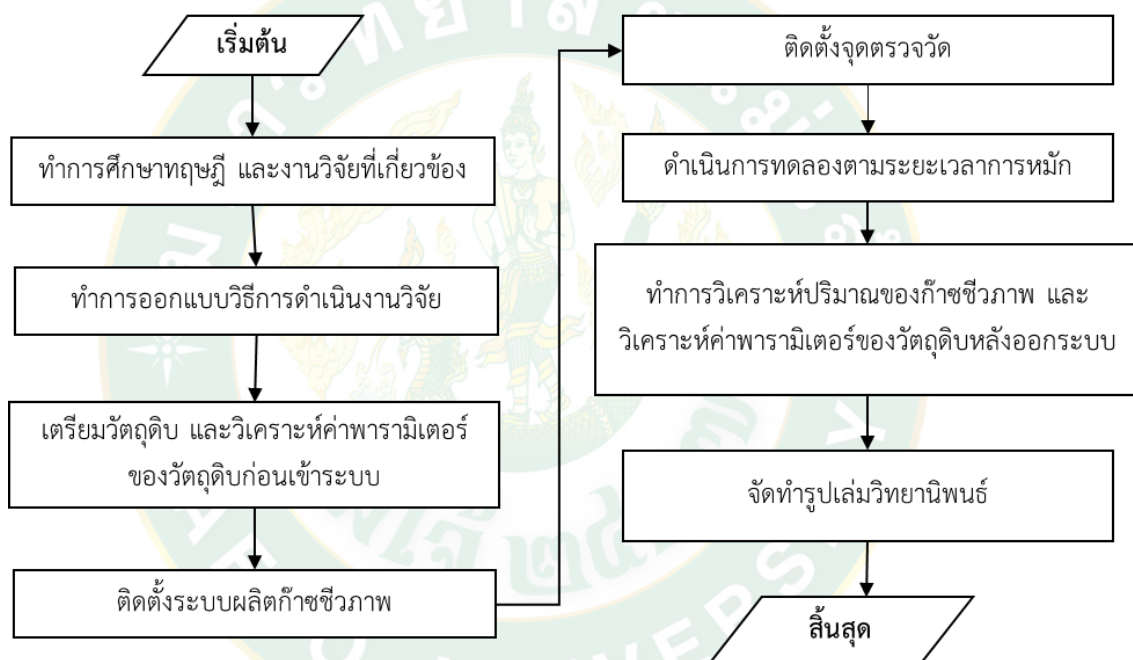 เริ่มต้น
ทำการศึกษาทฤษฎี และงานวิจัยที่เกี่ยวข้อง
ทำการออกแบบวิธีการดำเนินงานวิจัย
เตรียมวัตถุดิบ และวิเคราะห์ค่าพารามิเตอร์
ของวัตถุดิบก่อนเข้าระบบ
ติดตั้งระบบผลิตก๊าซชีวภาพ
ติดตั้งจุดตรวจวัด
ดำเนินการทดลองตามระยะเวลาการหมัก
ทำการวิเคราะห์ปริมาณของก๊าซชีวภาพ และ
วิเคราะห์ค่าพารามิเตอร์ของวัตถุดิบหลังออกระบบ
จัดทำรูปเล่มวิทยานิพนธ์
สิ้นสุด